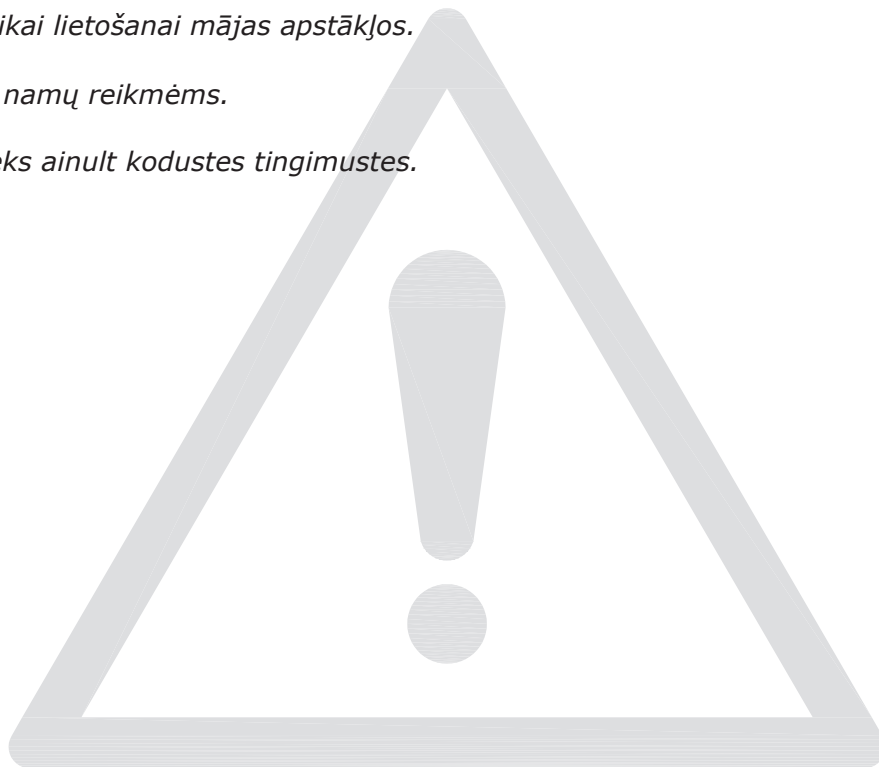 ikai lietošanai mājas apstākļos.
namų reikmėms.
eks ainult kodustes tingimustes.